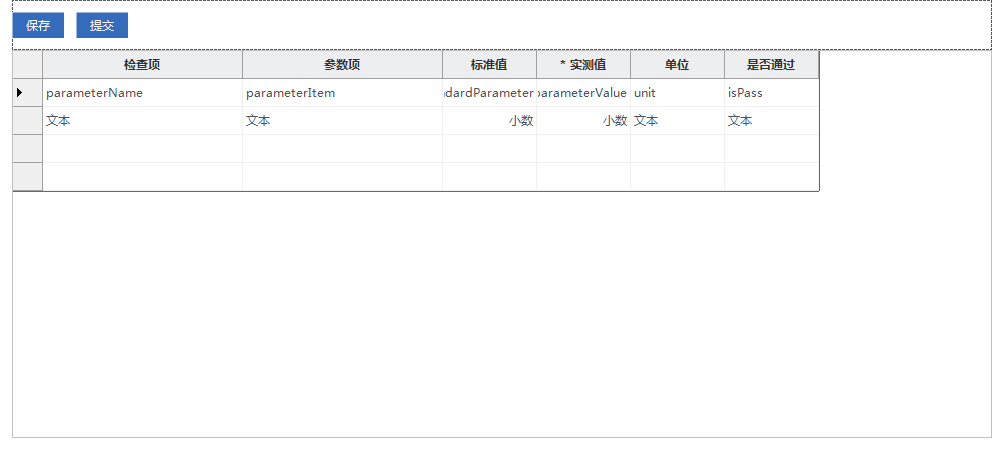 保存 提交
检查项 参数项 标准值 * 实测值 单位 是否通过
parameterName parameterItem dardParameter parameterValue unit isPass
文本 文本 小数 小数 文本 文本